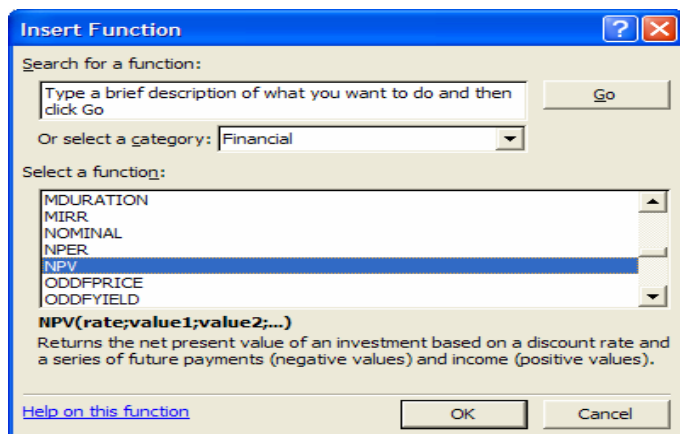 Insert Function
Search for a function:
Type a brief description of what you want to do and then
click Go
Go
Or select a category: Financial
Select a function:
MDURATION
MIRR
NOMINAL
NPER
NPV
ODDFPRICE
ODDFYIELD
NPV(rate;value1;value2;...)
Returns the net present value of an investment based on a discount rate and
a series of future payments (negative values) and income (positive values).
Help on this function
OK
Cancel